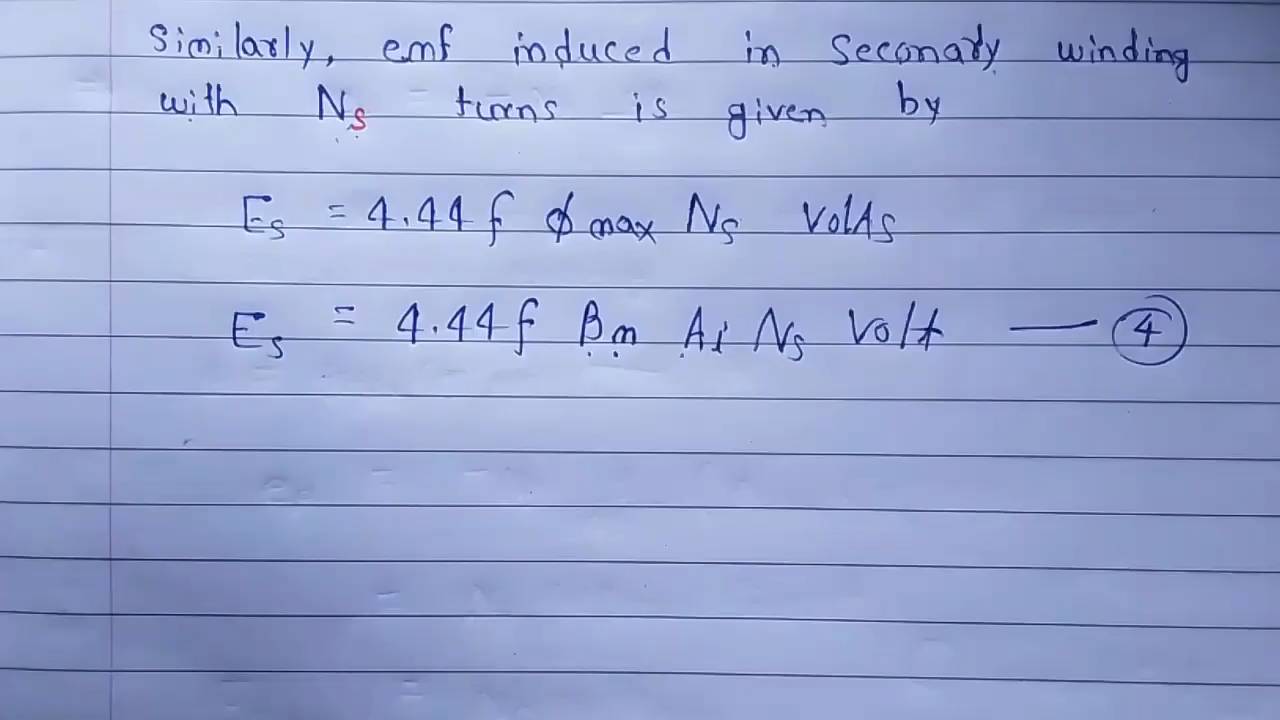 Similarly, emf induced in Seconary winding
with Ns turns is given by
Es = 4.44 f ϕmax Ns Volts
Es = 4.44 f Bm Ai Ns Volt — 4